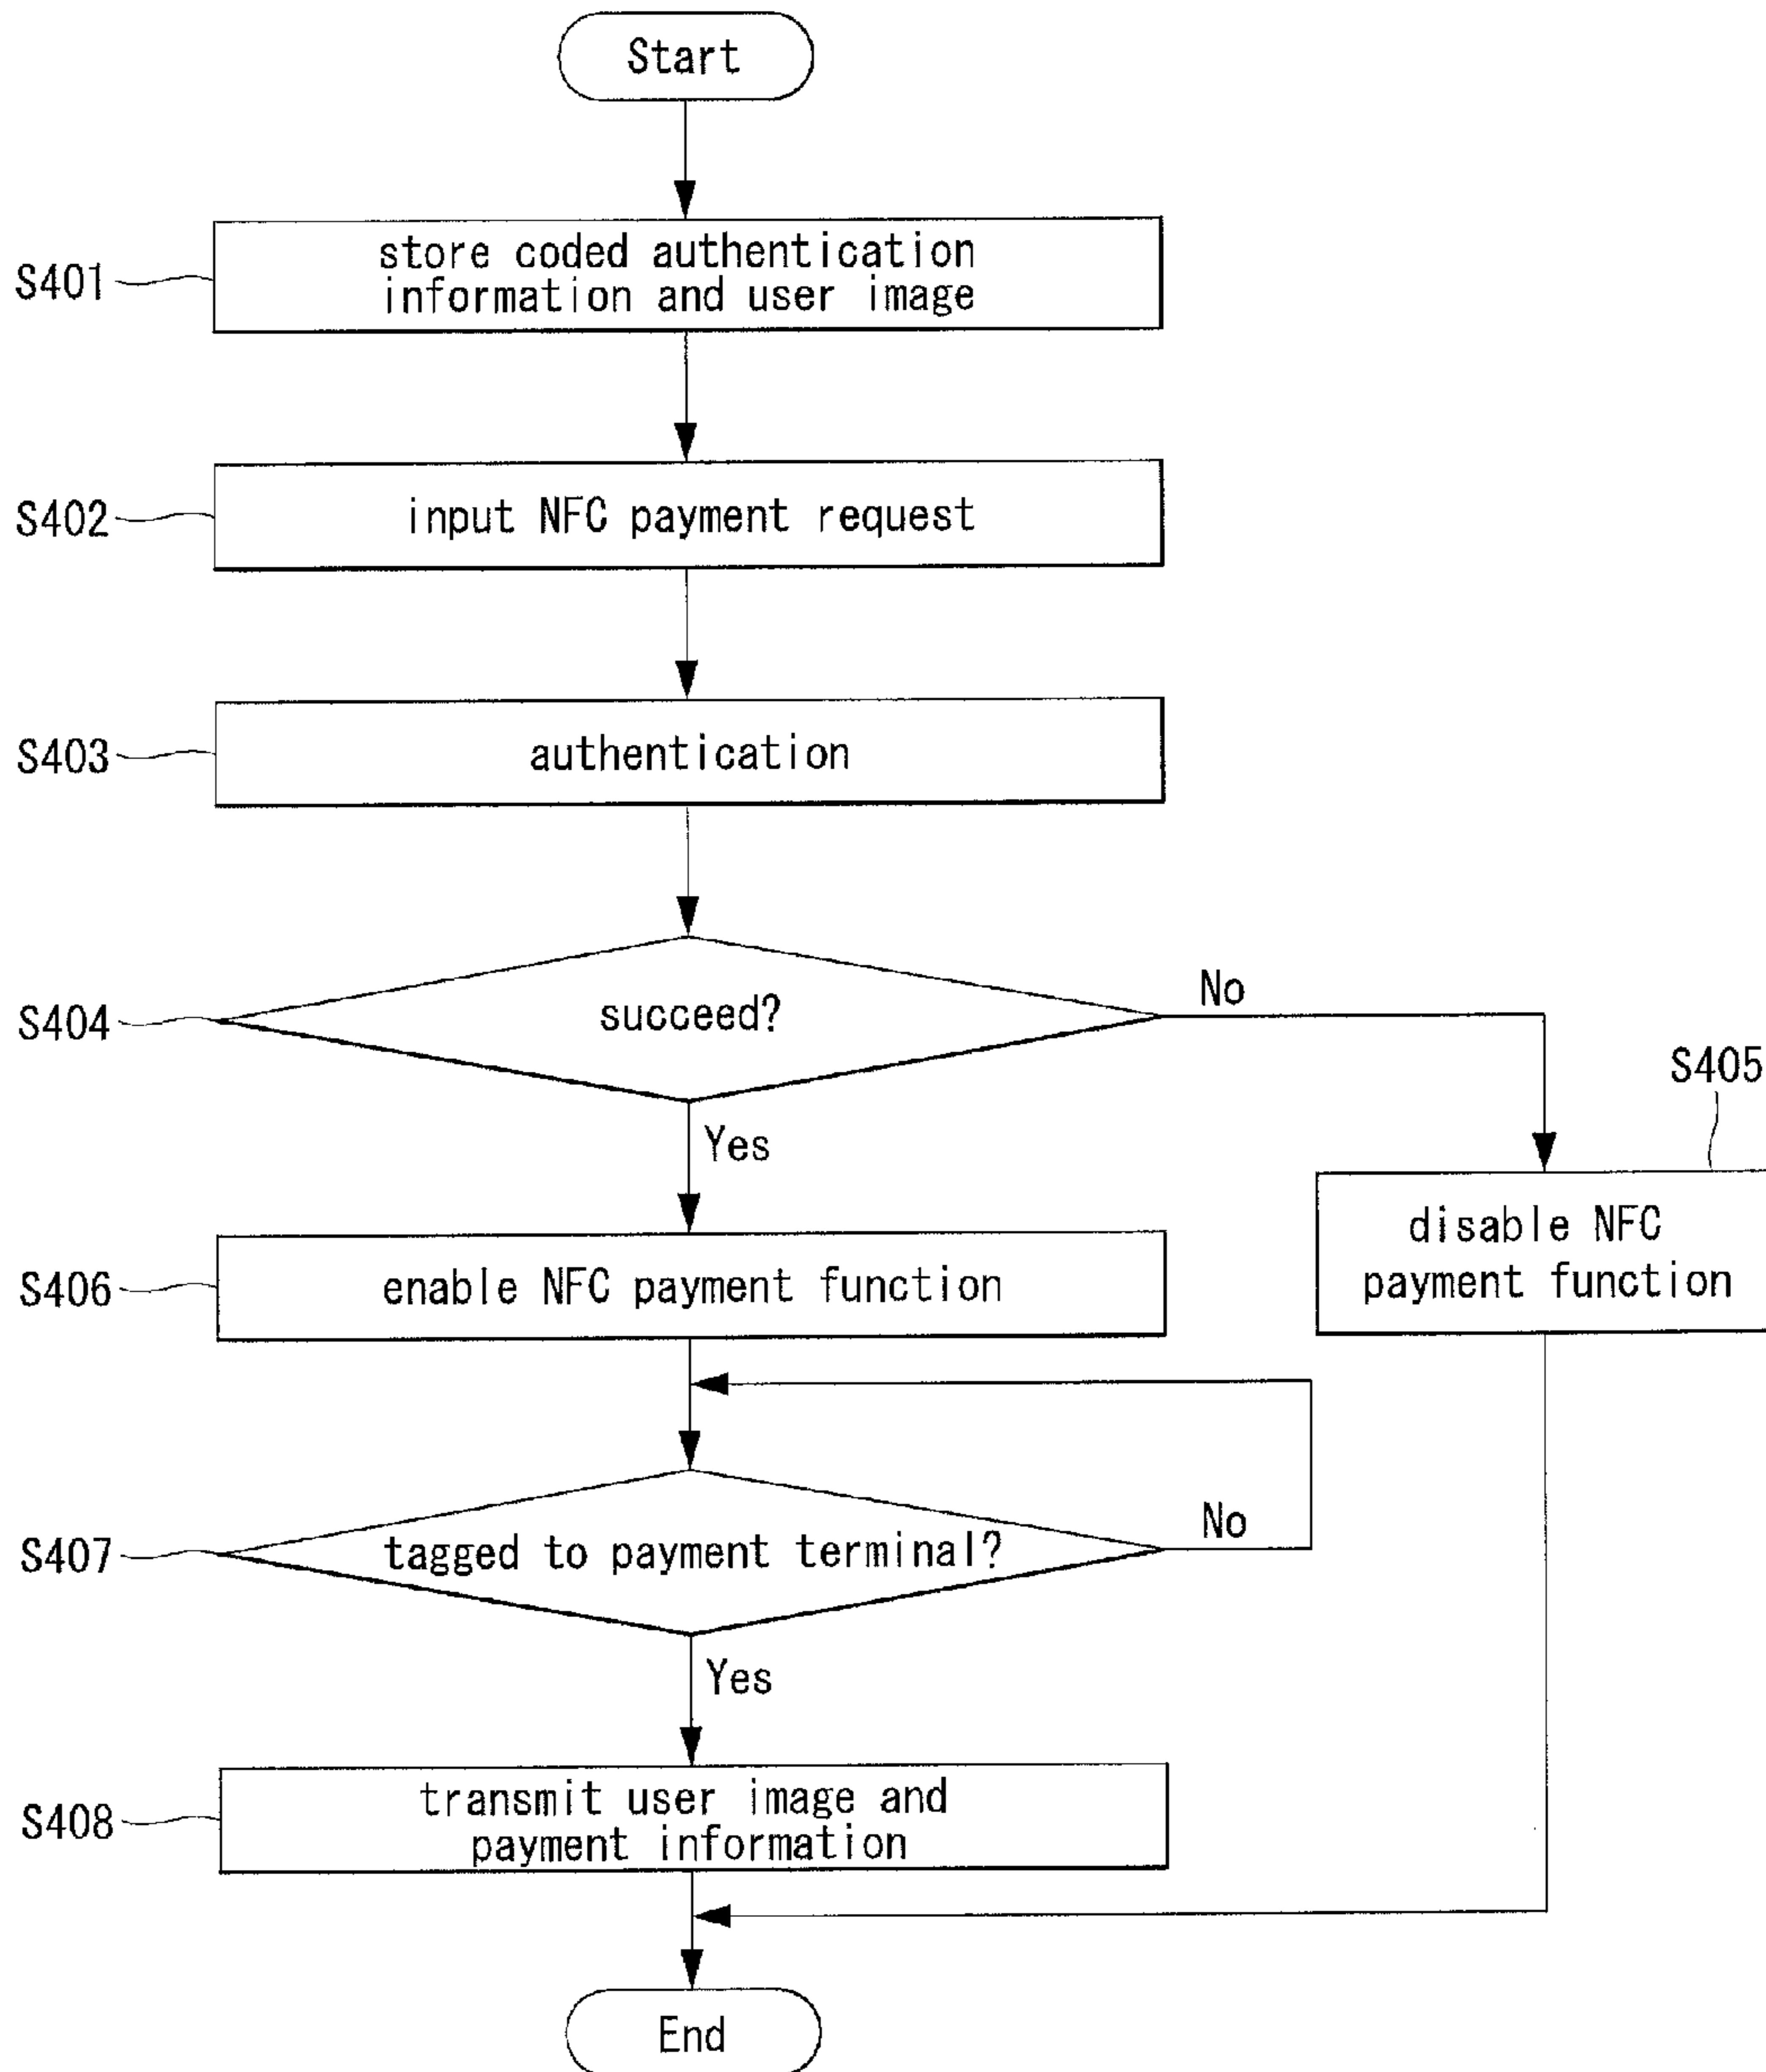 Start
S401
store coded authentication
information and user image
S402
input NFC payment request
S403
authentication
S404
succeed?
No
S405
Yes
disable NFC
payment function
S406
enable NFC payment function
S407
tagged to payment terminal?
No
Yes
S408
transmit user image and
payment information
End